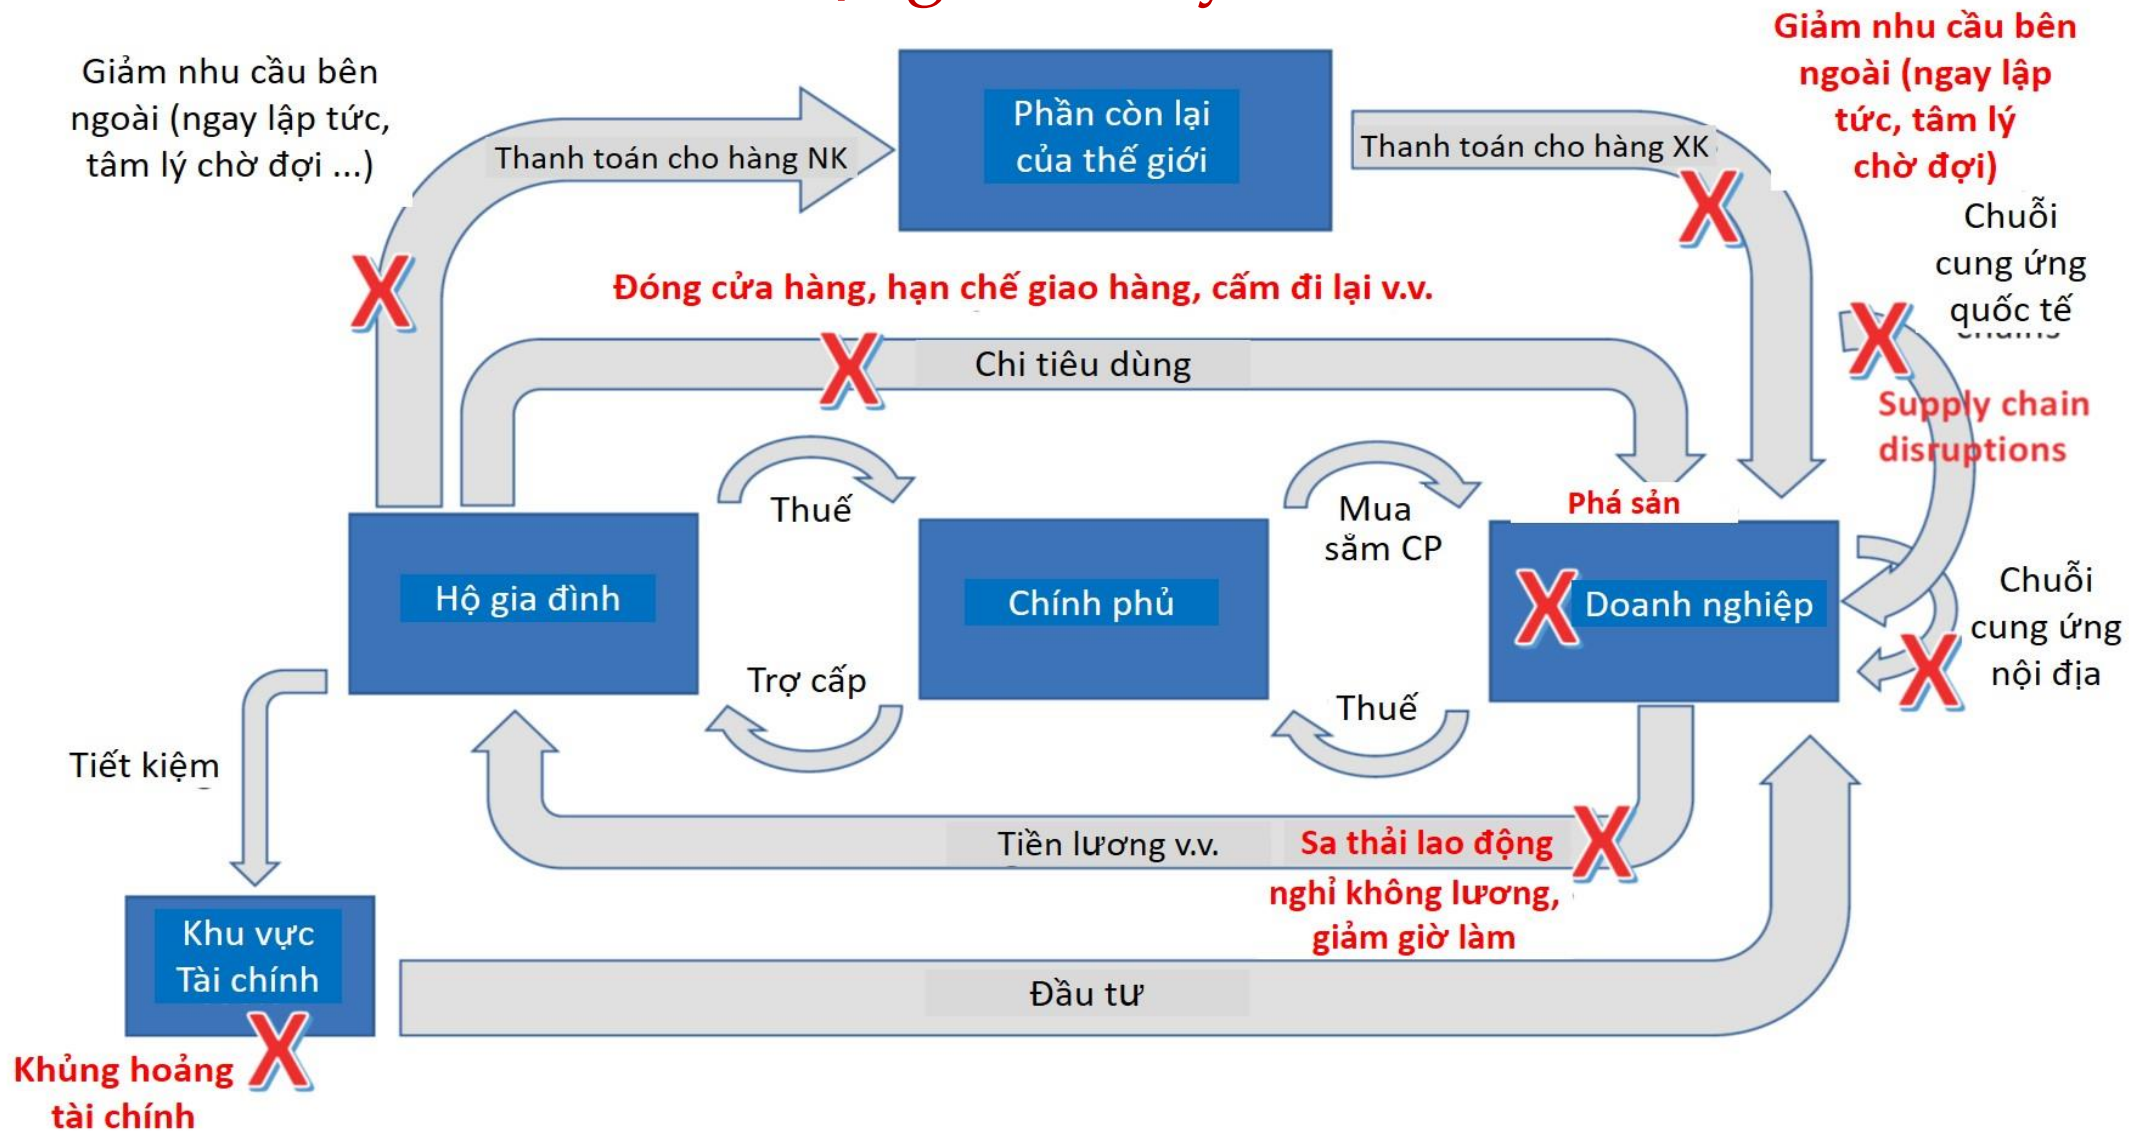 Giảm nhu cầu bên
ngoài (ngay lập tức,
tâm lý chờ đợi ...)
Thanh toán cho hàng NK
Phần còn lại
của thế giới
Thanh toán cho hàng XK
Giảm nhu cầu bên
ngoài (ngay lập
tức, tâm lý
chờ đợi)
Chuỗi
cung ứng
quốc tế
Đóng cửa hàng, hạn chế giao hàng, cấm đi lại v.v.
Chi tiêu dùng
Supply chain
disruptions
Thuế
Mua
sắm CP
Phá sản
Hộ gia đình
Chính phủ
Doanh nghiệp
Chuỗi
cung ứng
nội địa
Trợ cấp
Thuế
Tiết kiệm
Tiền lương v.v.
Sa thải lao động
nghỉ không lương,
giảm giờ làm
Khu vực
Tài chính
Đầu tư
Khủng hoảng
tài chính